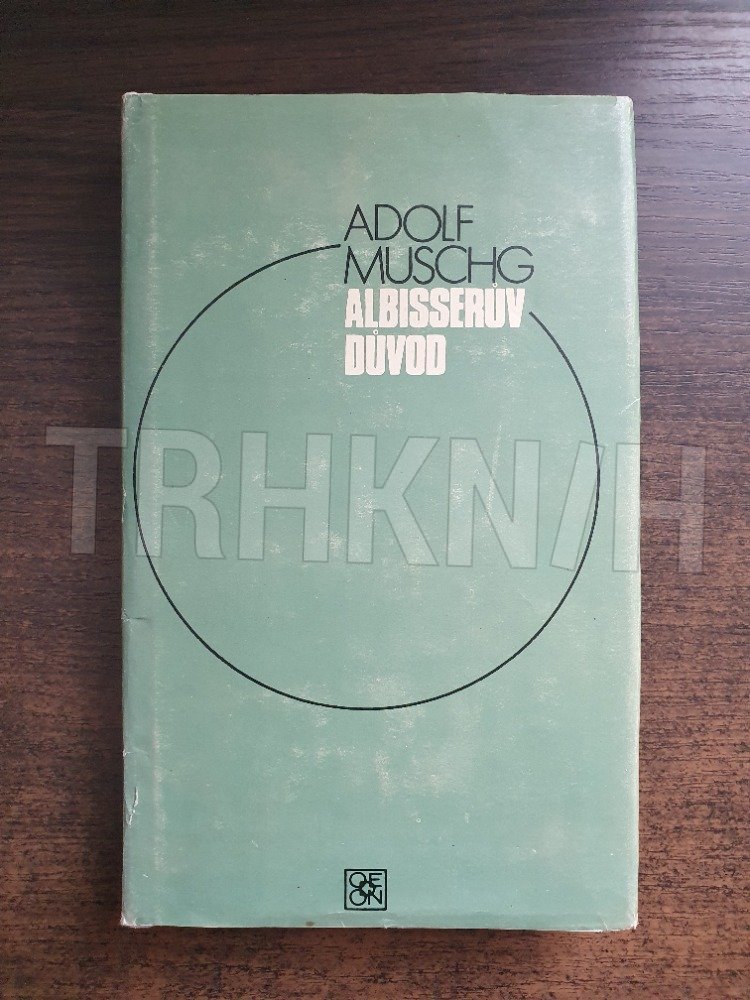 ADOLF
MUSCHG
ALBISSERŮV
DŮVOD
TRHKNIH
ODEON